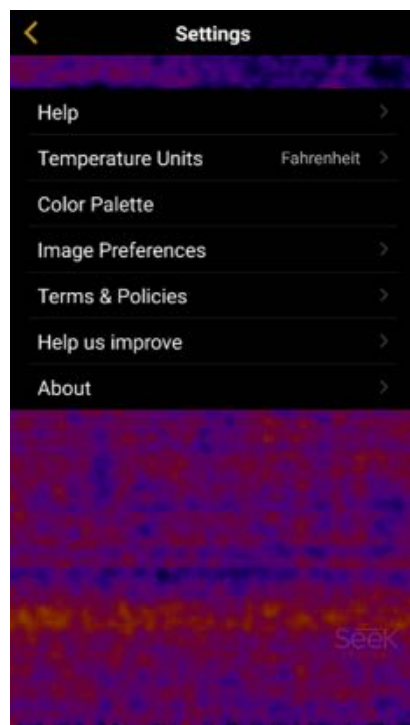 Settings
Help
Temperature Units Fahrenheit
Color Palette
Image Preferences
Terms & Policies
Help us improve
About
Seek